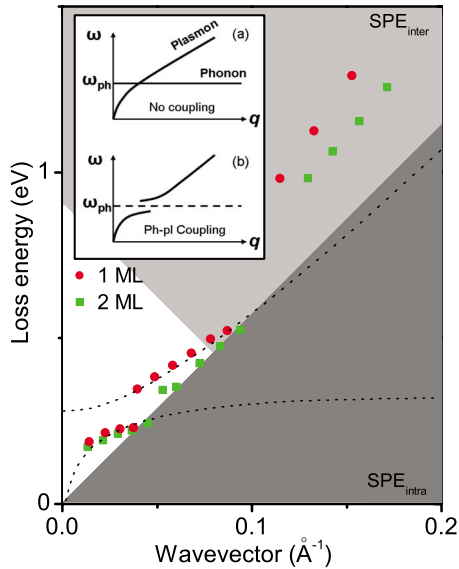 SPE inter
ω
(a)
Plasmon
ω ph
Phonon
No coupling
q
ω
(b)
ω ph
Ph-pl Coupling
q
1
Loss energy (eV)
1 ML
2 ML
0
SPE intra
0.0
0.1
0.2
Wavevector (Å⁻¹)